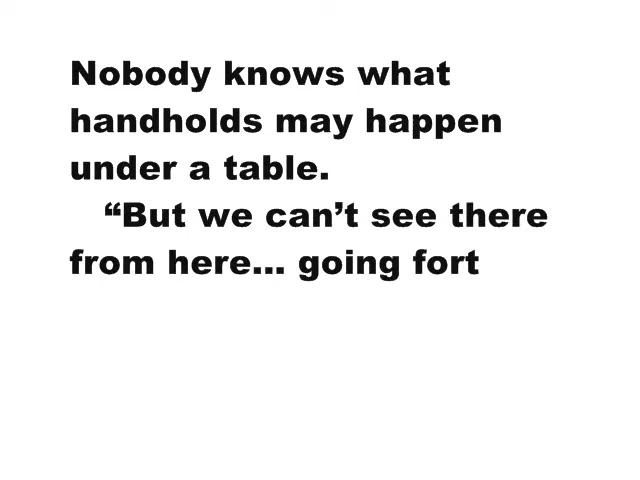 Nobody knows what
handholds may happen
under a table.
“But we can’t see there
from here... going fort